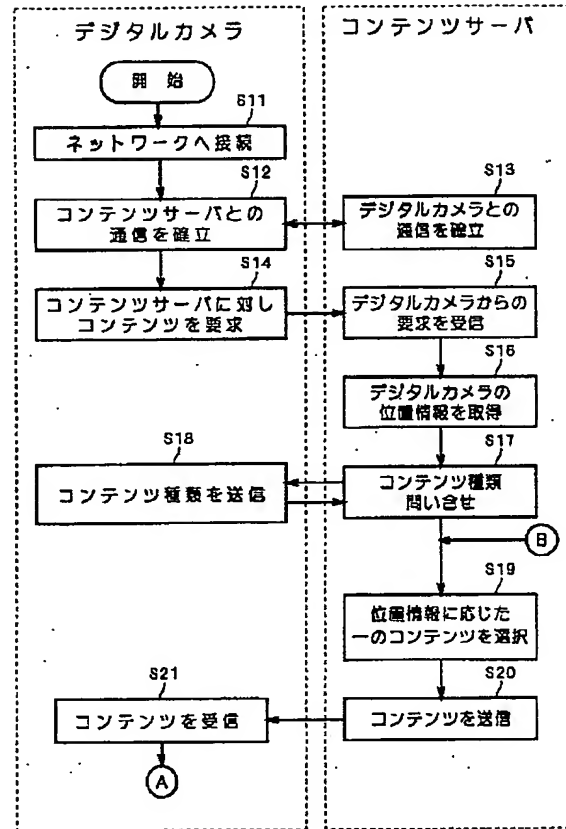 デジタルカメラ
コンテンツサーバ
開始
S11
ネットワークへ接続
S12
コンテンツサーバとの
通信を確立
S13
デジタルカメラとの
通信を確立
S14
コンテンツサーバに対し
コンテンツを要求
S15
デジタルカメラからの
要求を受信
S16
デジタルカメラの
位置情報を取得
S17
コンテンツ種類
問い合せ
S18
コンテンツ種類を送信
B
S19
位置情報に応じた
一のコンテンツを選択
S20
コンテンツを送信
S21
コンテンツを受信
A